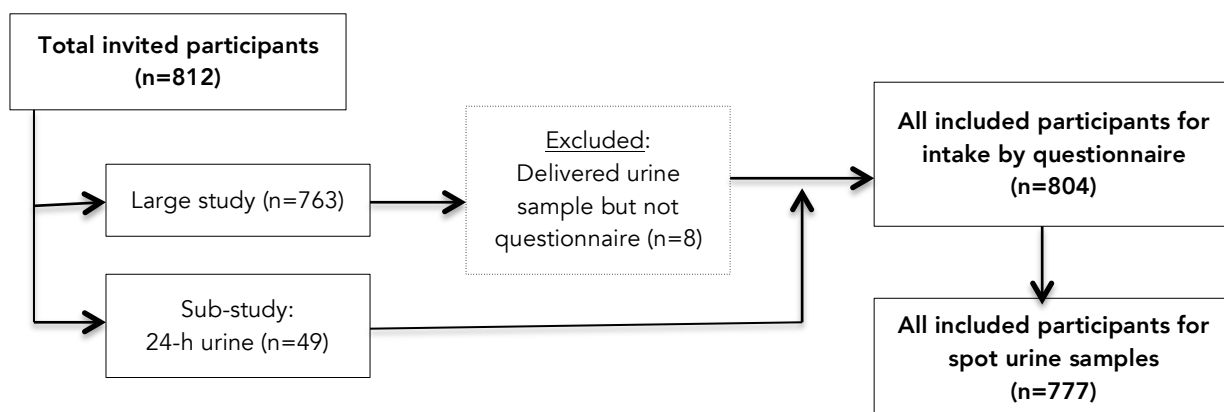 Total invited participants
(n=812)
Large study (n=763)
Sub-study:
24-h urine (n=49)
Excluded:
Delivered urine
sample but not
questionnaire (n=8)
All included participants for
intake by questionnaire
(n=804)
All included participants for
spot urine samples
(n=777)